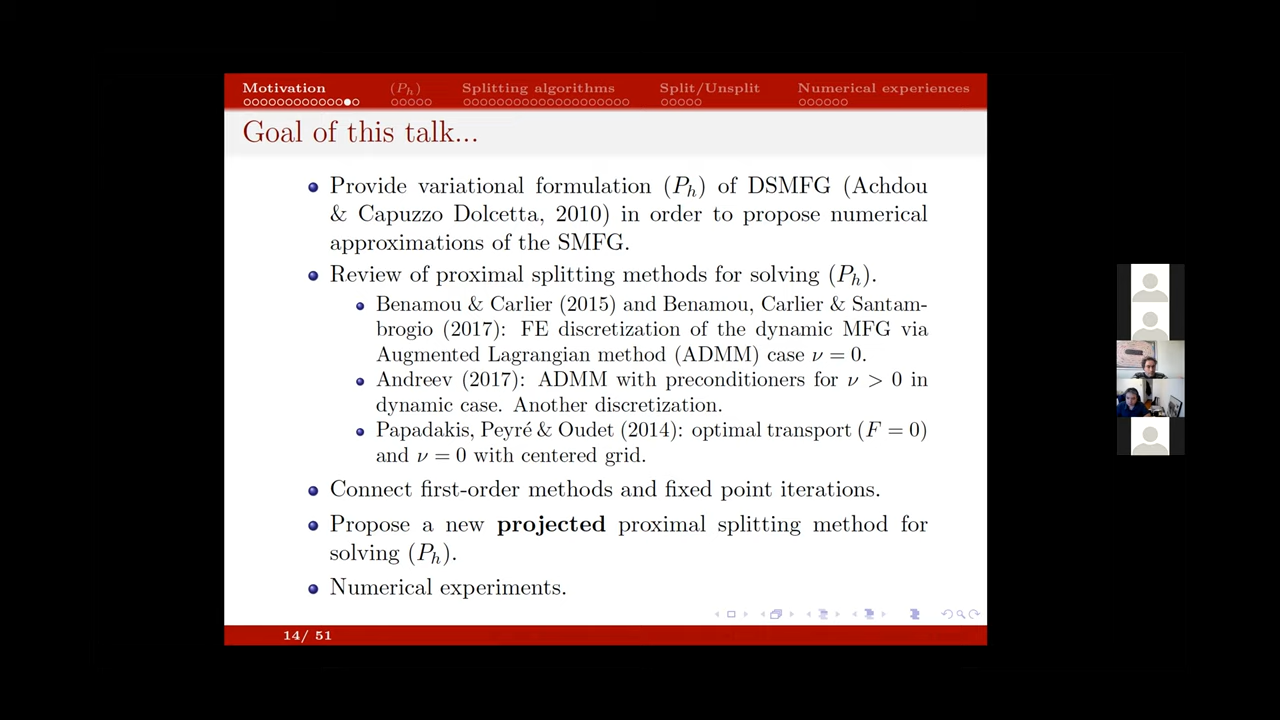 Motivation (Ph) Splitting algorithms Split/Unsplit Numerical experiences
Goal of this talk...
Provide variational formulation (Ph) of DSMFG (Achdou
& Capuzzo Dolcetta, 2010) in order to propose numerical
approximations of the SMFG.
Review of proximal splitting methods for solving (Ph).
Benamou & Carlier (2015) and Benamou, Carlier & Santam-
brogio (2017): FE discretization of the dynamic MFG via
Augmented Lagrangian method (ADMM) case ν = 0.
Andreev (2017): ADMM with preconditioners for ν > 0 in
dynamic case. Another discretization.
Papadakis, Peyré & Oudet (2014): optimal transport (F = 0)
and ν = 0 with centered grid.
Connect first-order methods and fixed point iterations.
Propose a new projected proximal splitting method for
solving (Ph).
Numerical experiments.
14/ 51